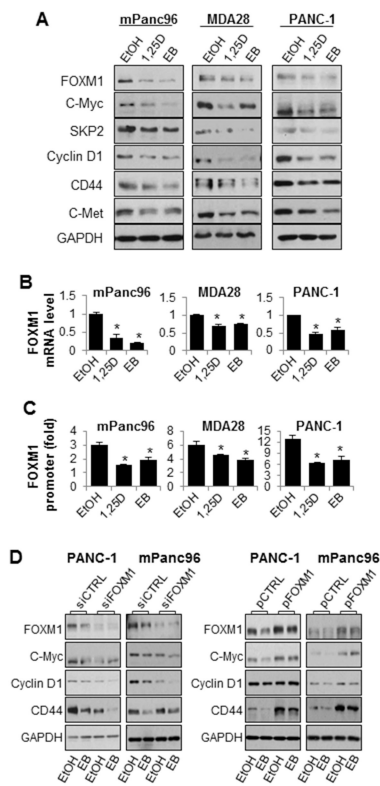 A
mPanc96 MDA28 PANC-1
EtOH 1,25D EB EtOH 1,25D EB EtOH 1,25D EB
FOXM1
C-Myc
SKP2
Cyclin D1
CD44
C-Met
GAPDH
B
mPanc96 MDA28 PANC-1
FOXM1 mRNA level
1.5 1.5 1.5
1 1 1
0.5 0.5 0.5
0 0 0
* * * * * *
EtOH 1,25D EB EtOH 1,25D EB EtOH 1,25D EB
C
mPanc96 MDA28 PANC-1
FOXM1 promoter (fold)
4 8 12
3 6 9
2 4 6
1 2 3
0 0 0
* * * * * *
EtOH 1,25D EB EtOH 1,25D EB EtOH 1,25D EB
D
PANC-1 mPanc96 PANC-1 mPanc96
siCTRL siFOXM1 siCTRL siFOXM1 pCTRL pFOXM1 pCTRL pFOXM1
FOXM1 FOXM1
C-Myc C-Myc
Cyclin D1 Cyclin D1
CD44 CD44
GAPDH GAPDH
EtOH EB EtOH EB EtOH EB EtOH EB EtOH EB EtOH EB EtOH EB EtOH EB